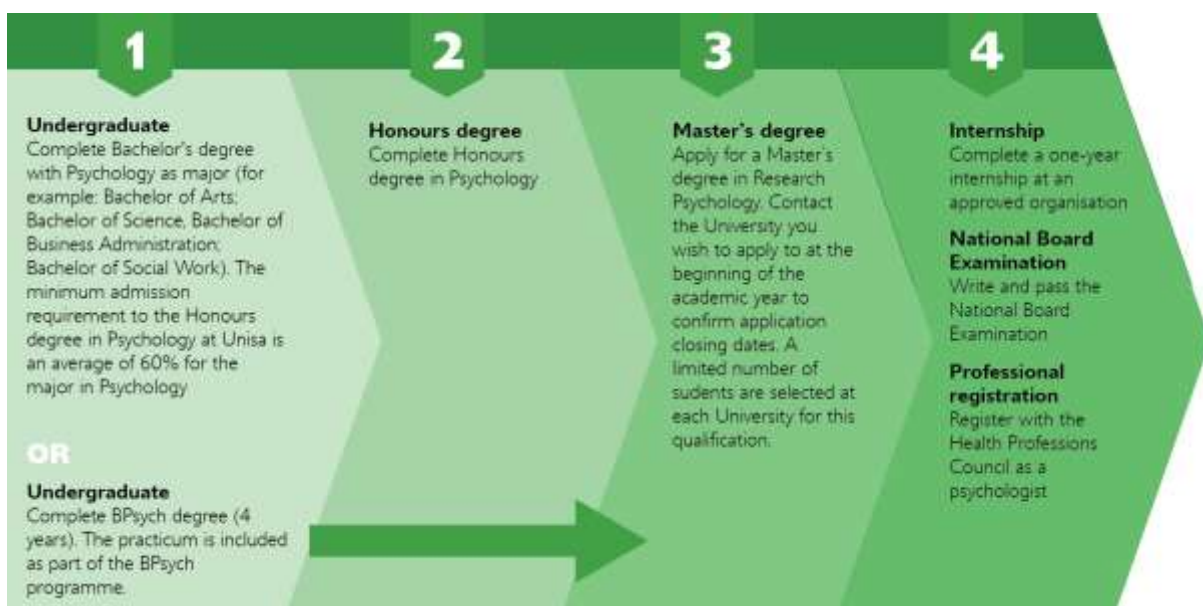 1
Undergraduate
Complete Bachelor's degree
with Psychology as major (for
example: Bachelor of Arts;
Bachelor of Science, Bachelor of
Business Administration;
Bachelor of Social Work). The
minimum admission
requirement to the Honours
degree in Psychology at Unisa is
an average of 60% for the
major in Psychology
OR
Undergraduate
Complete BPsych degree (4
years). The practicum is included
as part of the BPsych
programme.
2
Honours degree
Complete Honours
degree in Psychology
3
Master's degree
Apply for a Master's
degree in Research
Psychology. Contact
the University you
wish to apply to at the
beginning of the
academic year to
confirm application
closing dates. A
limited number of
sudents are selected at
each University for this
qualification.
4
Internship
Complete a one-year
internship at an
approved organisation
National Board
Examination
Write and pass the
National Board
Examination
Professional
registration
Register with the
Health Professions
Council as a
psychologist